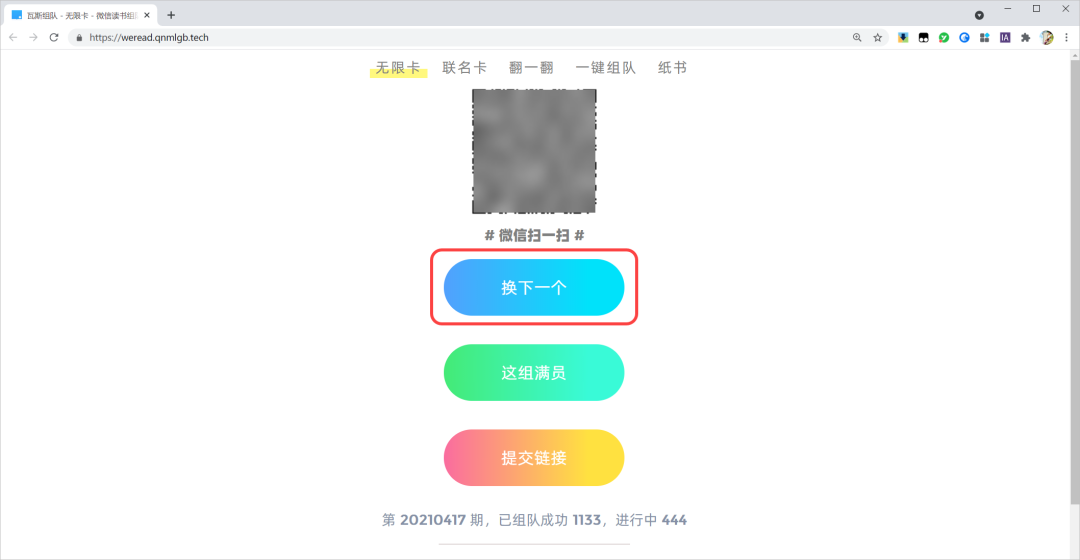 瓦斯组队 - 无限卡 - 微信读书组
https://weread.qnmlgb.tech
无限卡 联名卡 翻一翻 一键组队 纸书
# 微信扫一扫 #
换下一个
这组满员
提交链接
第 20210417 期，已组队成功 1133，进行中 444